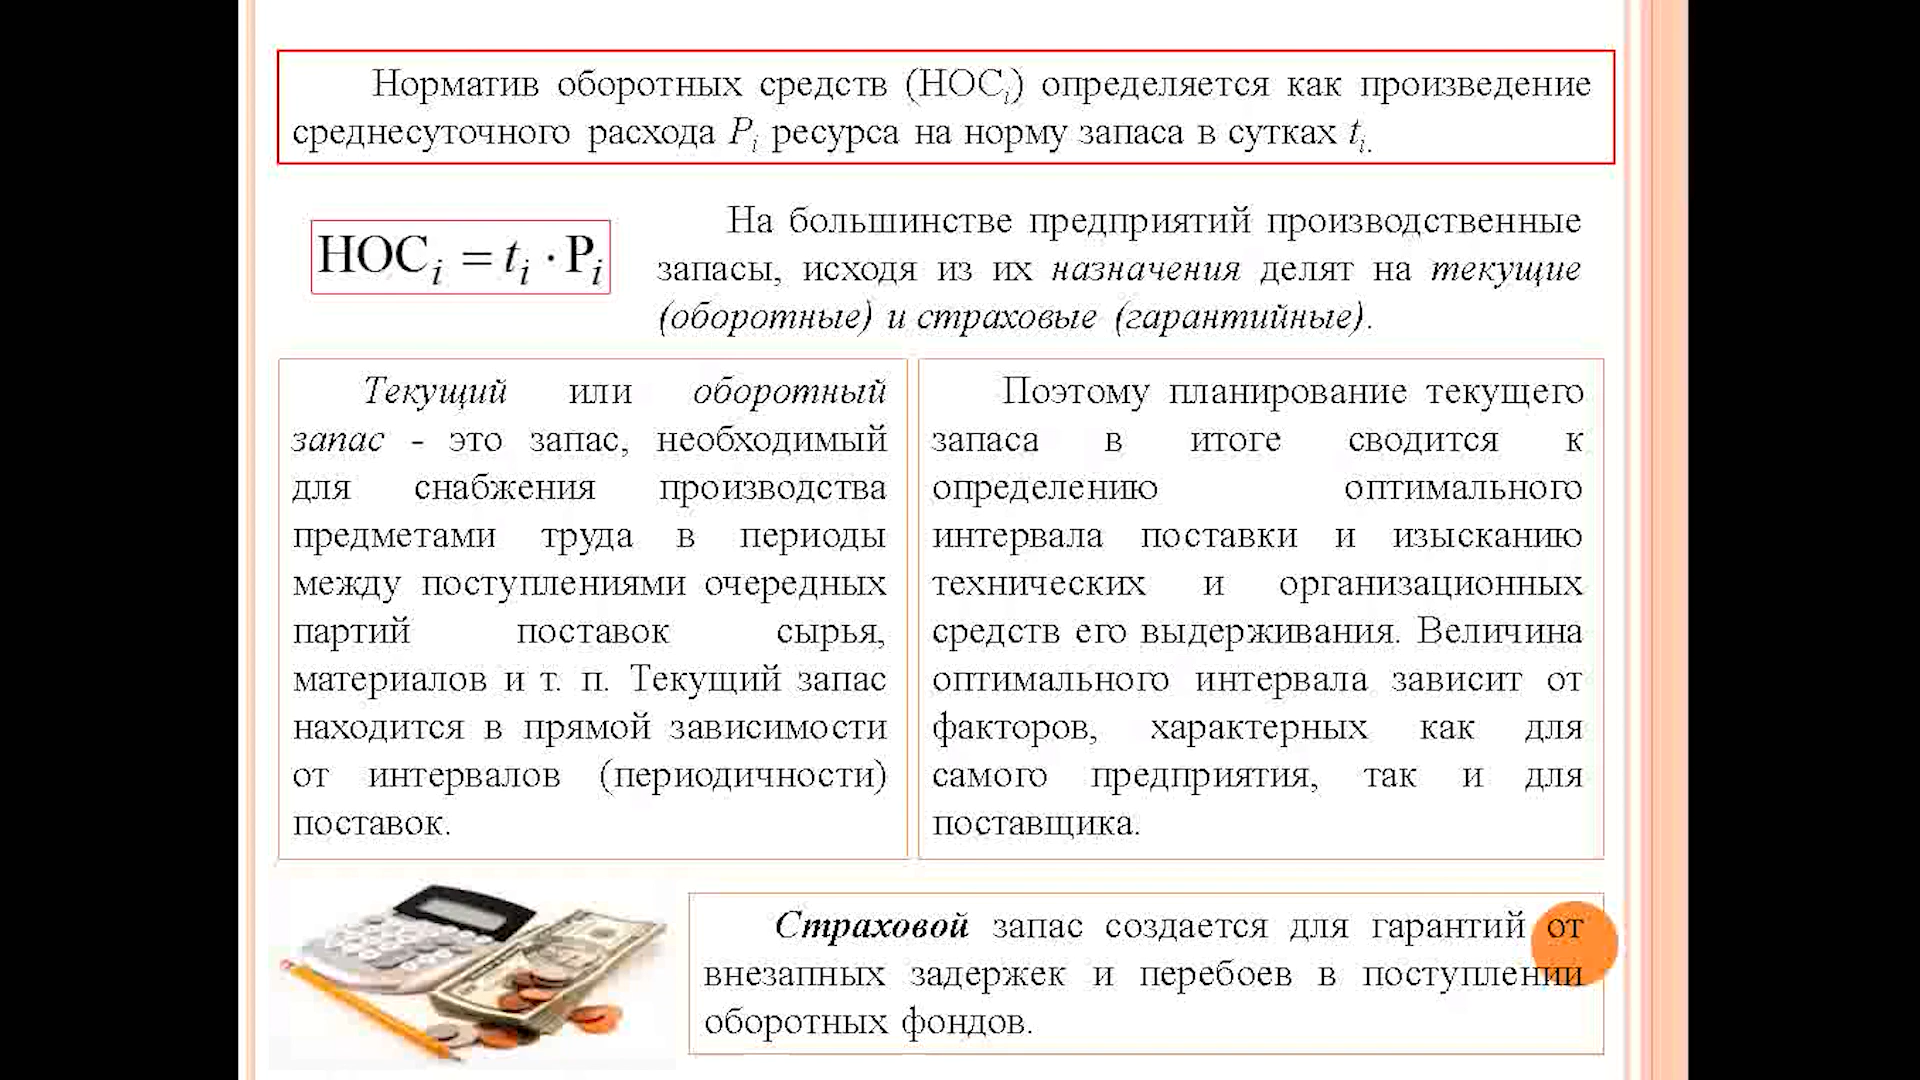 Норматив оборотных средств (НОСi) определяется как произведение
среднесуточного расхода Рi ресурса на норму запаса в сутках ti.
НОСi = ti · Рi
На большинстве предприятий производственные
запасы, исходя из их назначения делят на текущие
(оборотные) и страховые (гарантийные).
Текущий или оборотный
запас - это запас, необходимый
для снабжения производства
предметами труда в периоды
между поступлениями очередных
партий поставок сырья,
материалов и т. п. Текущий запас
находится в прямой зависимости
от интервалов (периодичности)
поставок.
Поэтому планирование текущего
запаса в итоге сводится к
определению оптимального
интервала поставки и изысканию
технических и организационных
средств его выдерживания. Величина
оптимального интервала зависит от
факторов, характерных как для
самого предприятия, так и для
поставщика.
Страховой запас создается для гарантий от
внезапных задержек и перебоев в поступлении
оборотных фондов.